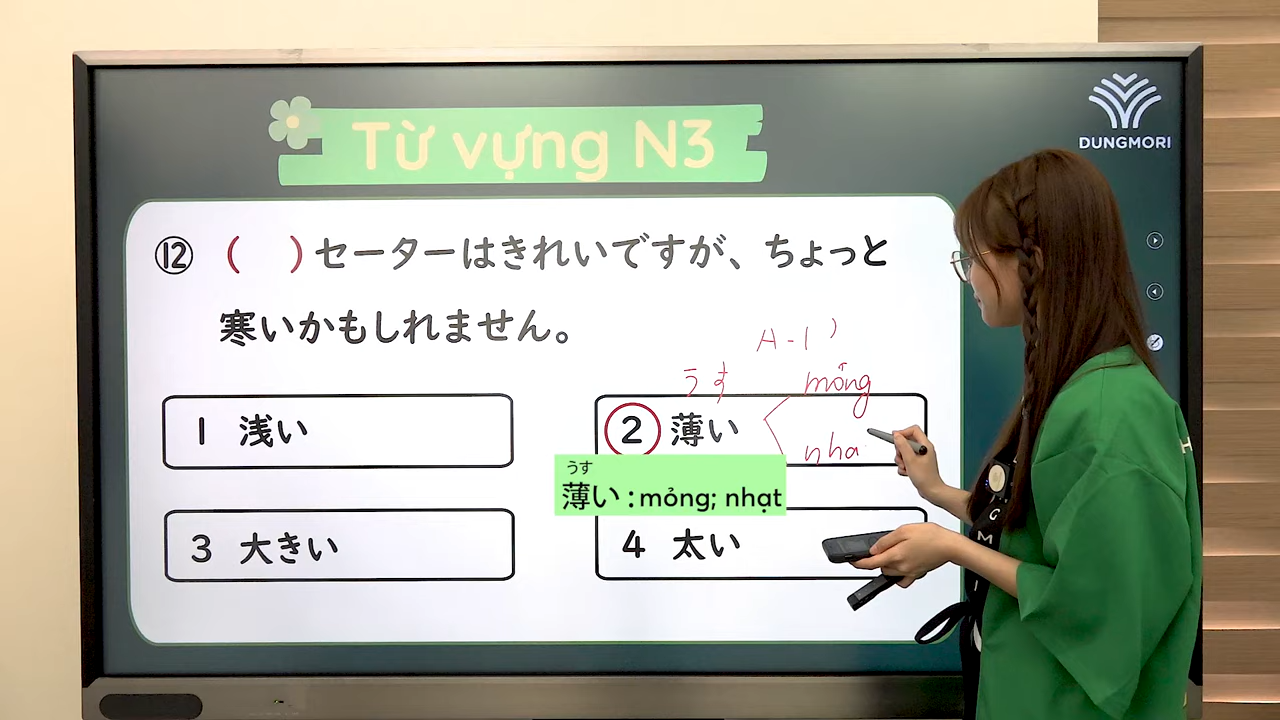 Từ vựng N3
DUNGMORI
⑫ (　)セーターはきれいですが、ちょっと
寒いかもしれません。
A-い
うす
mỏng
1 浅い
2 薄い
nha
うす
薄い : mỏng; nhạt
3 大きい
4 太い
G
M